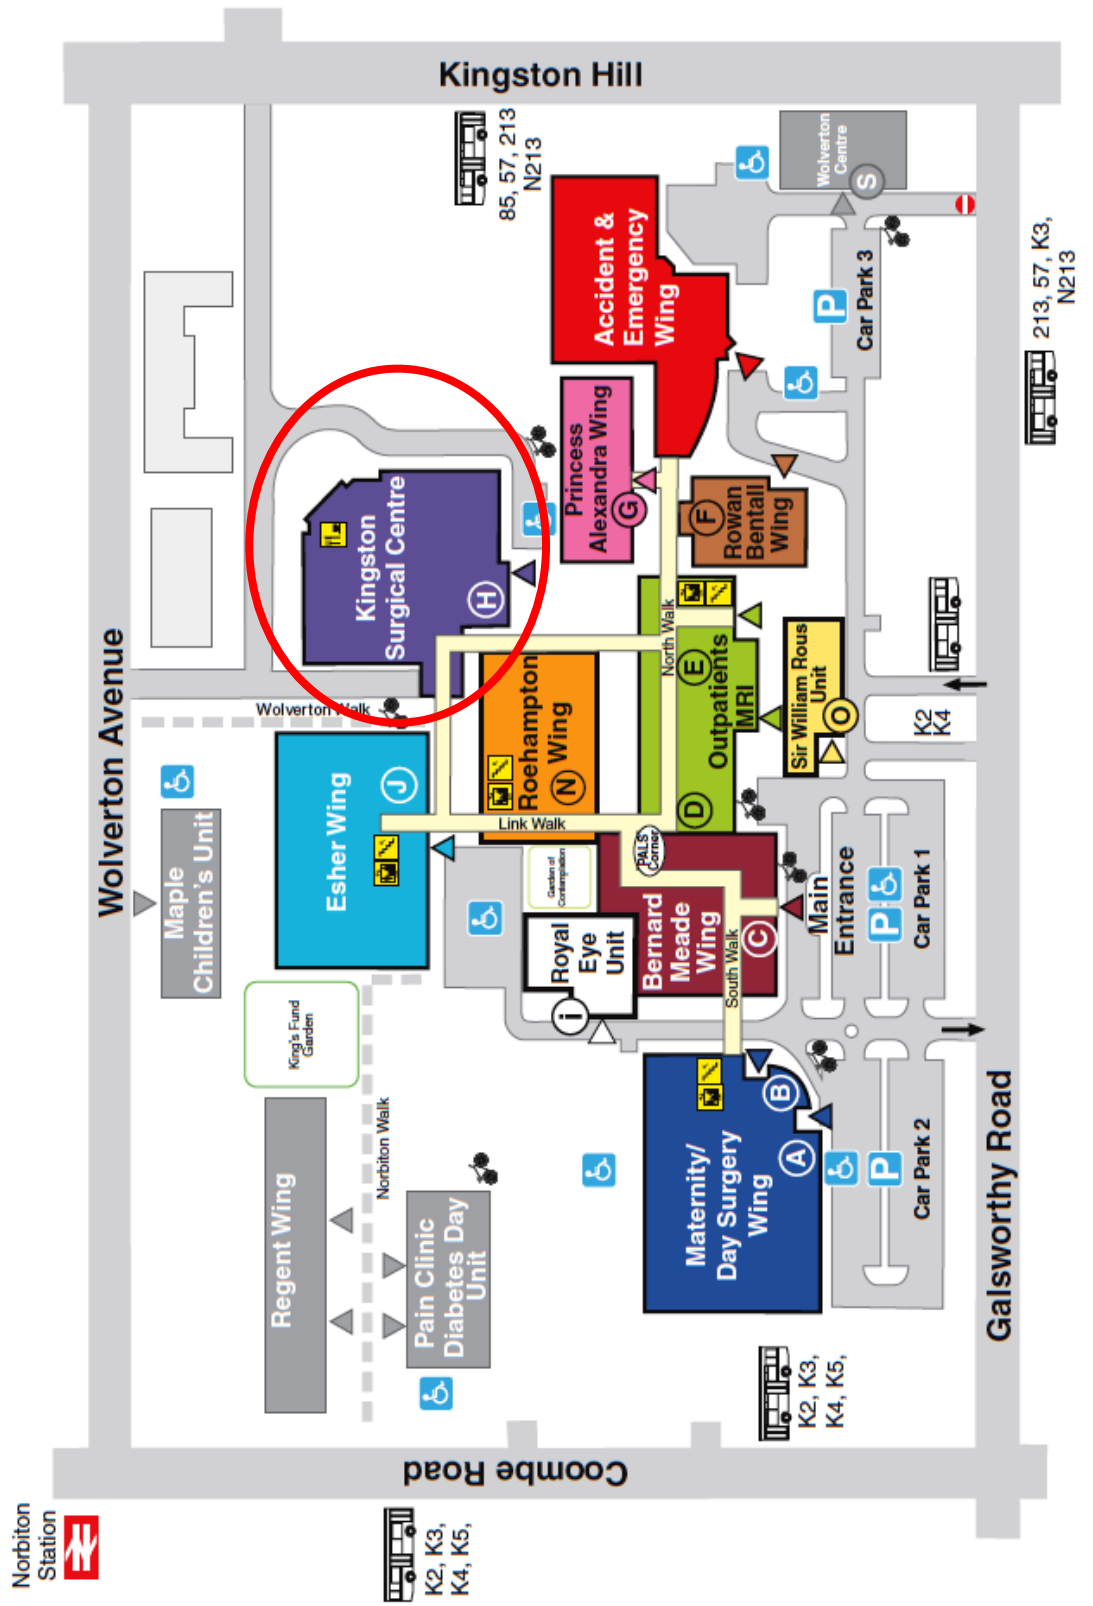 Kingston Hill
85, 57, 213
N213
Wolverton
Centre
S
213, 57, K3,
N213
Accident &
Emergency
Wing
P
Car Park 3
Princess
Alexandra Wing
G
F
Rowan
Bentall
Wing
Kingston
Surgical Centre
H
Wolverton Avenue
Wolverton Walk
North Walk
E
Outpatients
MRI
D
Sir William Rous
Unit
O
K2
K4
Roehampton
Wing
N
Link Walk
Esher Wing
J
Maple
Children's Unit
Garden of
Contemplation
PALS
Corner
Royal
Eye
Unit
i
Bernard
Meade
Wing
C
South Walk
Main
Entrance
P
Car Park 1
King's Fund
Garden
Norbiton Walk
Regent Wing
Pain Clinic
Diabetes Day
Unit
Maternity/
Day Surgery
Wing
B
A
P
Car Park 2
Galsworthy Road
K2, K3,
K4, K5,
Coombe Road
K2, K3,
K4, K5,
Norbiton
Station